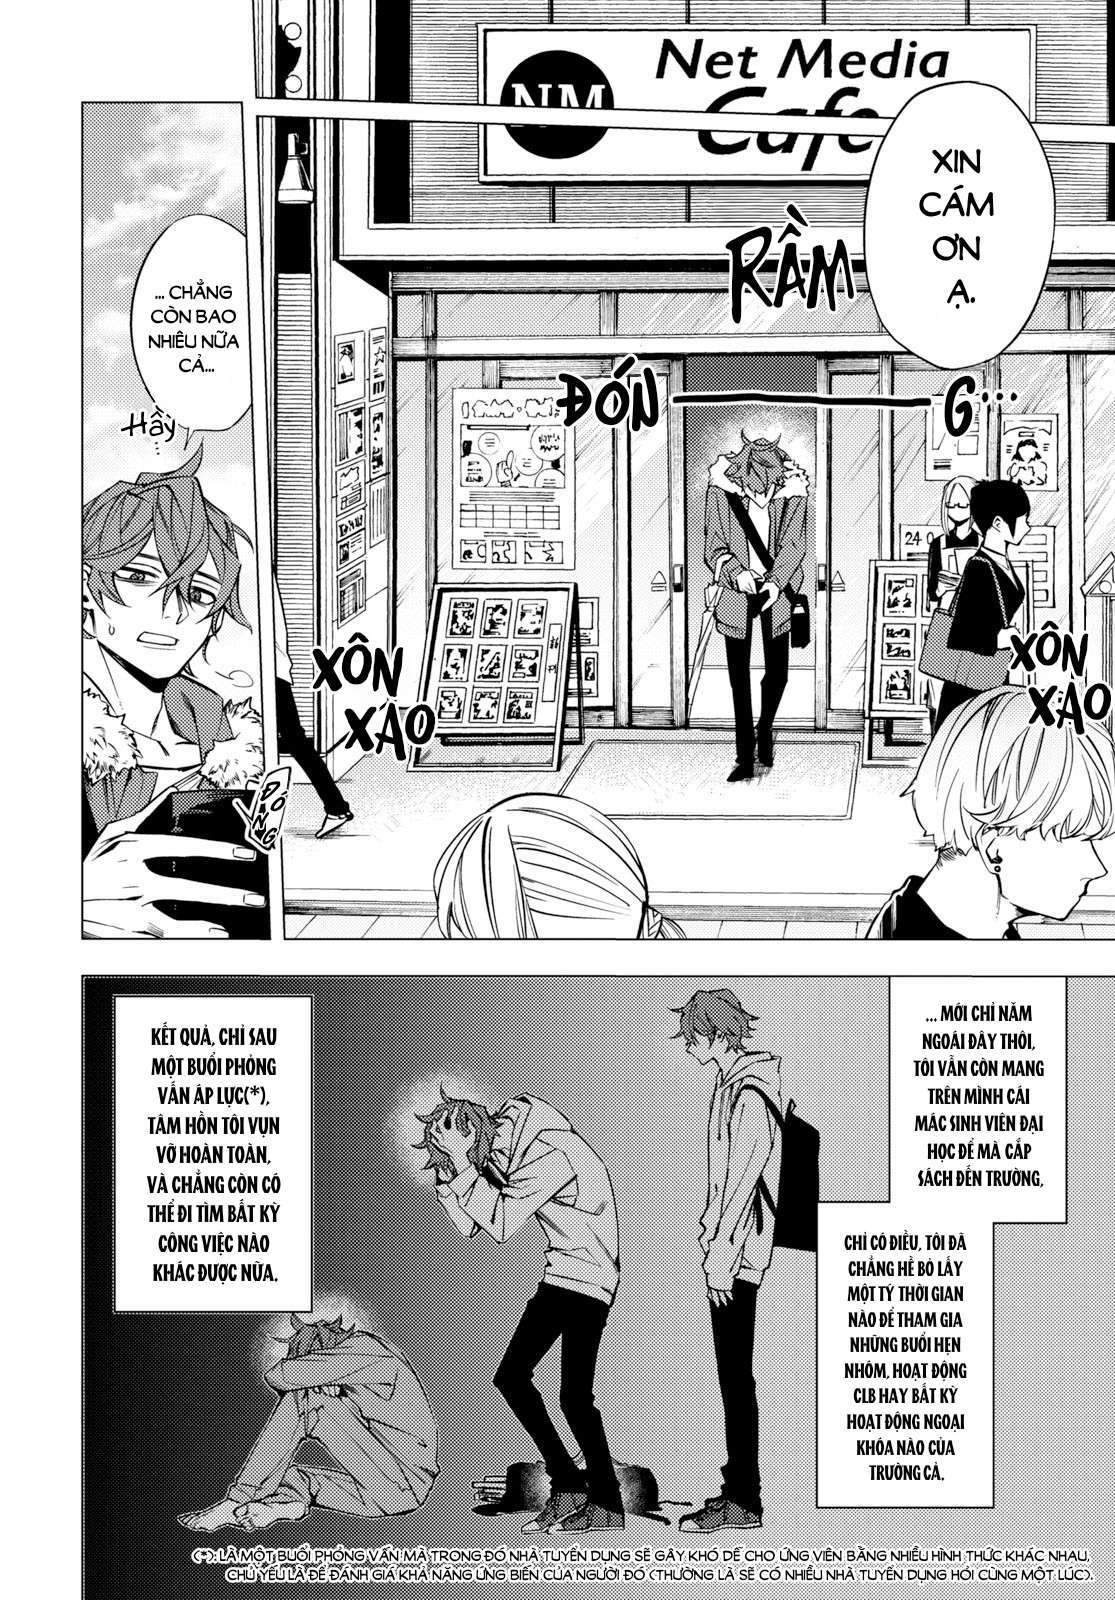 Net Media
Cafe
NM
XIN
CÁM
ƠN
Ạ.
RẦM
ĐÓN
G...
24
XÔN
XAO
XÔN
XAO
... CHẲNG
CÒN BAO
NHIÊU NỮA
CẢ...
Hầy
...
ĐÓNG
... MỚI CHỈ NĂM
NGOÁI ĐÂY THÔI,
TÔI VẪN CÒN MANG
TRÊN MÌNH CÁI
MÁC SINH VIÊN ĐẠI
HỌC ĐỂ MÀ CẮP
SÁCH ĐẾN TRƯỜNG,
CHỈ CÓ ĐIỀU, TÔI ĐÃ
CHẲNG HỀ BỎ LẤY
MỘT TÝ THỜI GIAN
NÀO ĐỂ THAM GIA
NHỮNG BUỔI HẸN
NHÓM, HOẠT ĐỘNG
CLB HAY BẤT KỲ
HOẠT ĐỘNG NGOẠI
KHÓA NÀO CỦA
TRƯỜNG CẢ,
KẾT QUẢ, CHỈ SAU
MỘT BUỔI PHỎNG
VẤN ÁP LỰC(*),
TÂM HỒN TÔI VỤN
VỠ HOÀN TOÀN,
VÀ CHẲNG CÒN CÓ
THỂ ĐI TÌM BẤT KỲ
CÔNG VIỆC NÀO
KHÁC ĐƯỢC NỮA.
(*): LÀ MỘT BUỔI PHỎNG VẤN MÀ TRONG ĐÓ NHÀ TUYỂN DỤNG SẼ GÂY KHÓ DỄ CHO ỨNG VIÊN BẰNG NHIỀU HÌNH THỨC KHÁC NHAU,
CHỦ YẾU LÀ ĐỂ ĐÁNH GIÁ KHẢ NĂNG ỨNG BIẾN CỦA NGƯỜI ĐÓ (THƯỜNG LÀ SẼ CÓ NHIỀU NHÀ TUYỂN DỤNG HỎI CÙNG MỘT LÚC).